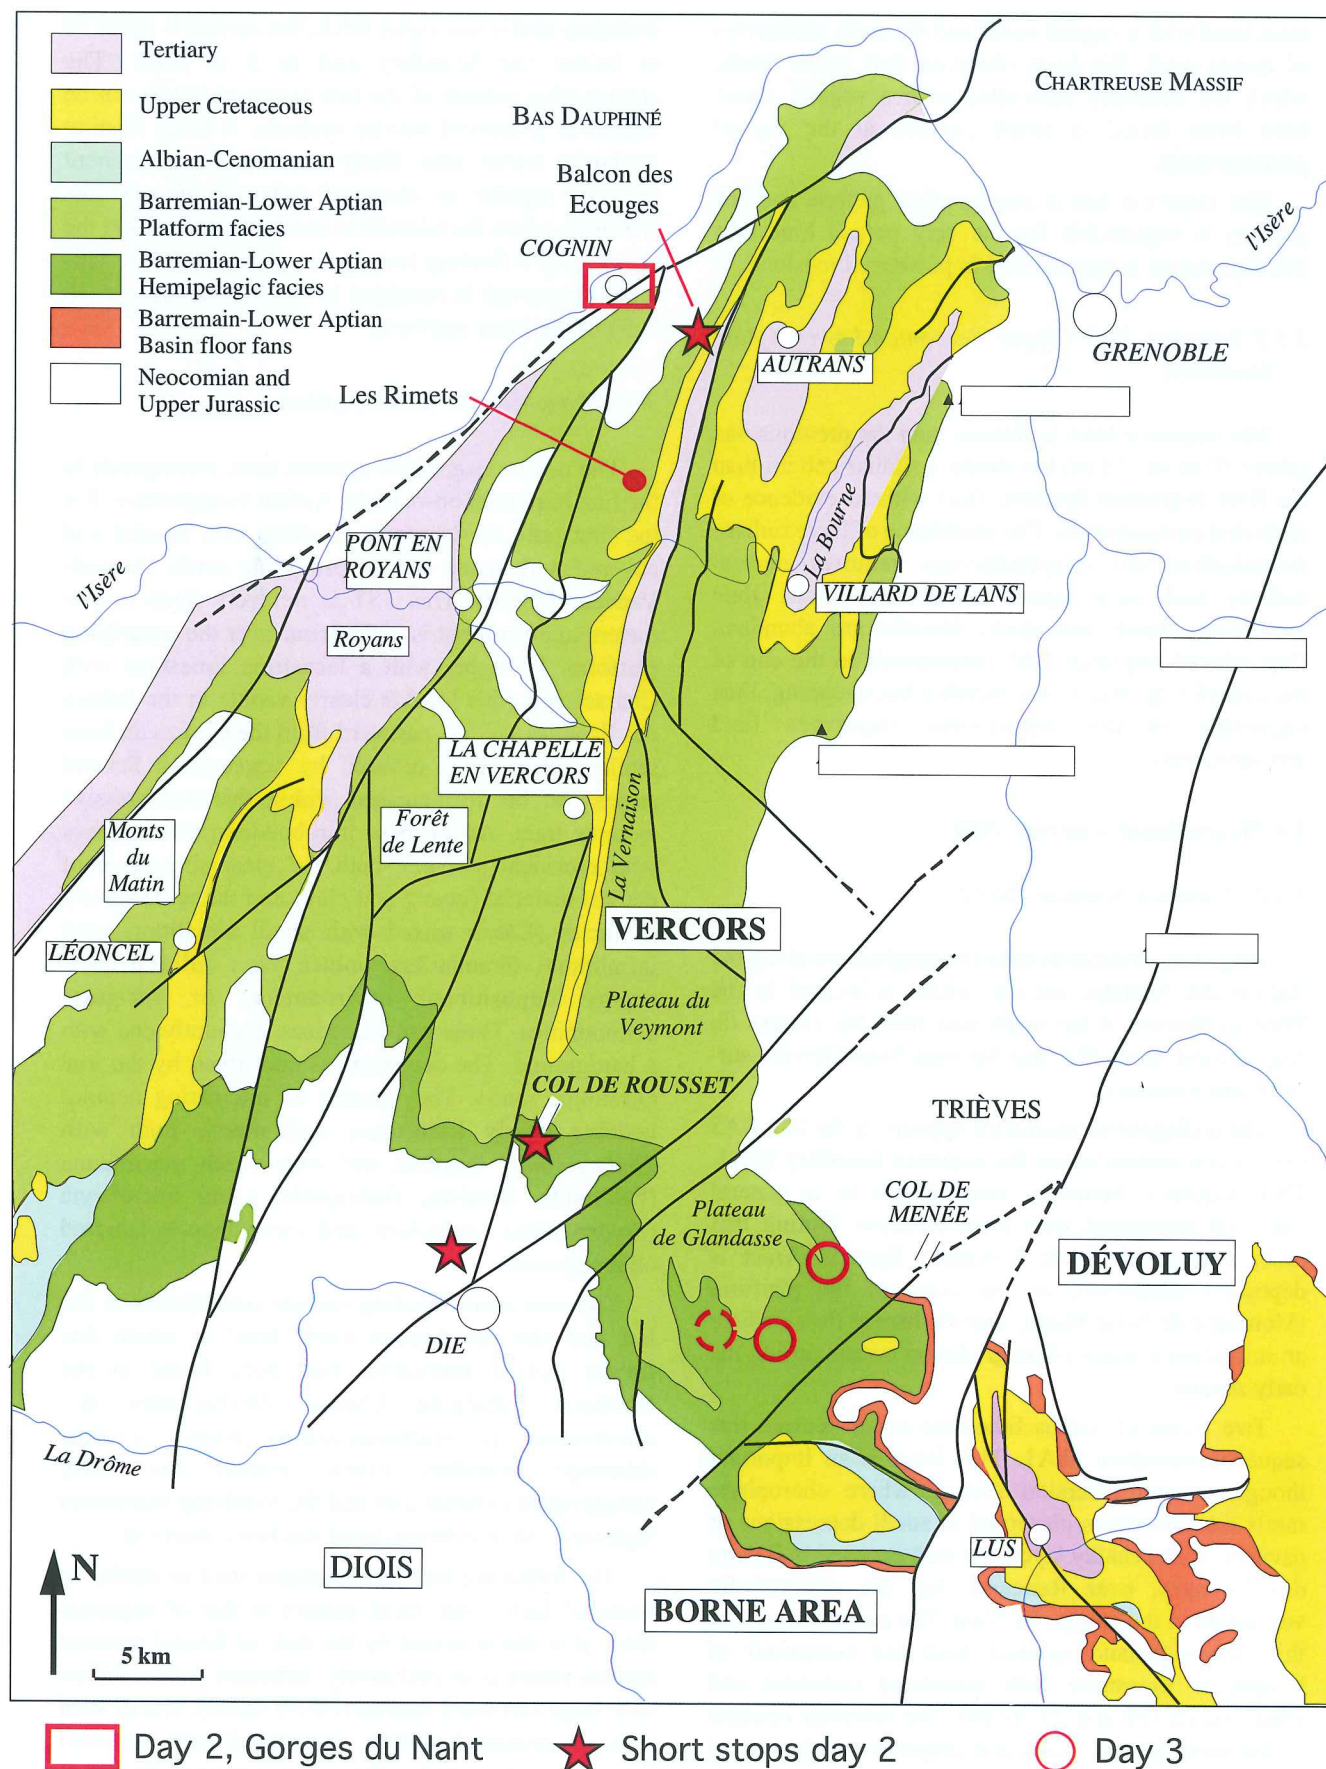 Tertiary
Upper Cretaceous
Albian-Cenomanian
Barremian-Lower Aptian
Platform facies
Barremian-Lower Aptian
Hemipelagic facies
Barremain-Lower Aptian
Basin floor fans
Neocomian and
Upper Jurassic
CHARTREUSE MASSIF
BAS DAUPHINÉ
Balcon des
Ecouges
COGNIN
l'Isère
GRENOBLE
AUTRANS
Les Rimets
La Bourne
PONT EN
ROYANS
l'Isère
VILLARD DE LANS
Royans
LA CHAPELLE
EN VERCORS
Forêt
de Lente
La Vernaison
Monts
du
Matin
VERCORS
LÉONCEL
Plateau du
Veymont
COL DE ROUSSET
TRIÈVES
COL DE
MENÉE
Plateau
de Glandasse
DÉVOLUY
DIE
La Drôme
LUS
N
DIOIS
BORNE AREA
5 km
Day 2, Gorges du Nant
Short stops day 2
Day 3